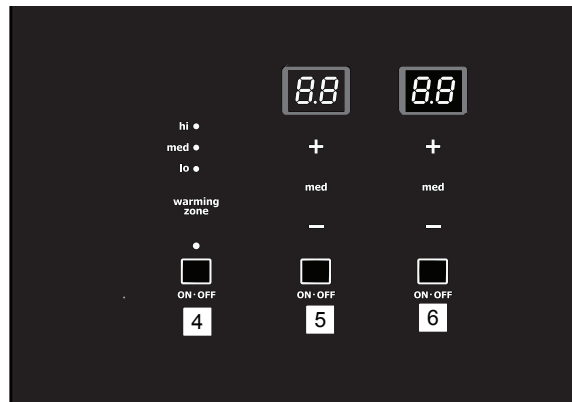 8.8 8.8
hi
med
lo
+ +
med med
warming
zone
− −
ON·OFF ON·OFF ON·OFF
4 5 6